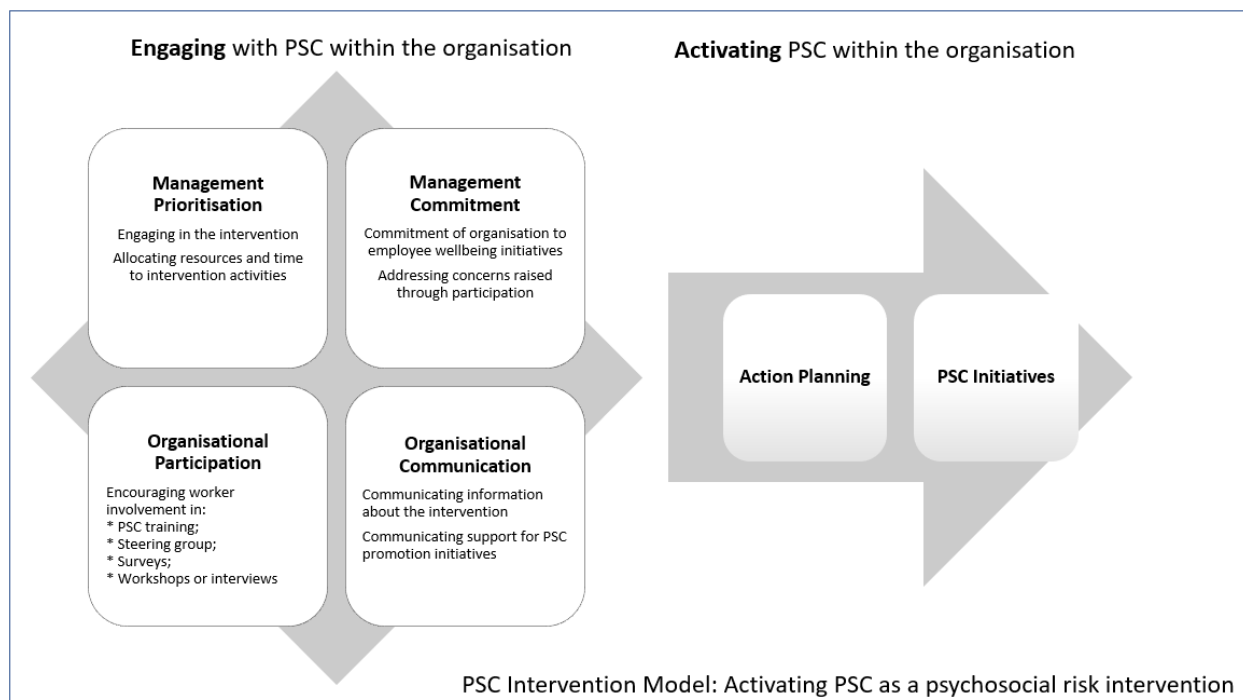 Engaging with PSC within the organisation
Activating PSC within the organisation
Management
Prioritisation
Engaging in the intervention
Allocating resources and time
to intervention activities
Management
Commitment
Commitment of organisation to
employee wellbeing initiatives
Addressing concerns raised
through participation
Organisational
Participation
Encouraging worker
involvement in:
* PSC training;
* Steering group;
* Surveys;
* Workshops or interviews
Organisational
Communication
Communicating information
about the intervention
Communicating support for PSC
promotion initiatives
Action Planning
PSC Initiatives
PSC Intervention Model: Activating PSC as a psychosocial risk intervention